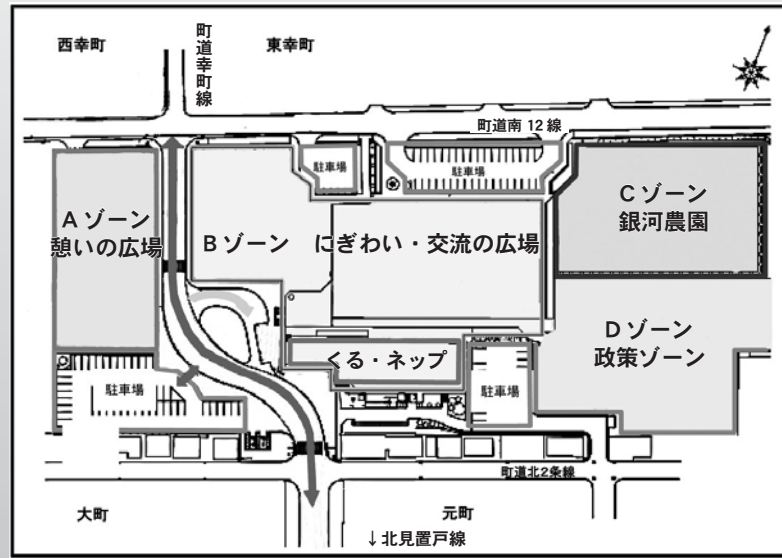 西幸町
町道幸町線
東幸町
町道南12線
駐車場
駐車場
Aゾーン
憩いの広場
Bゾーン にぎわい・交流の広場
Cゾーン
銀河農園
Dゾーン
政策ゾーン
くる・ネップ
駐車場
駐車場
町道北2条線
大町
元町
↓北見置戸線